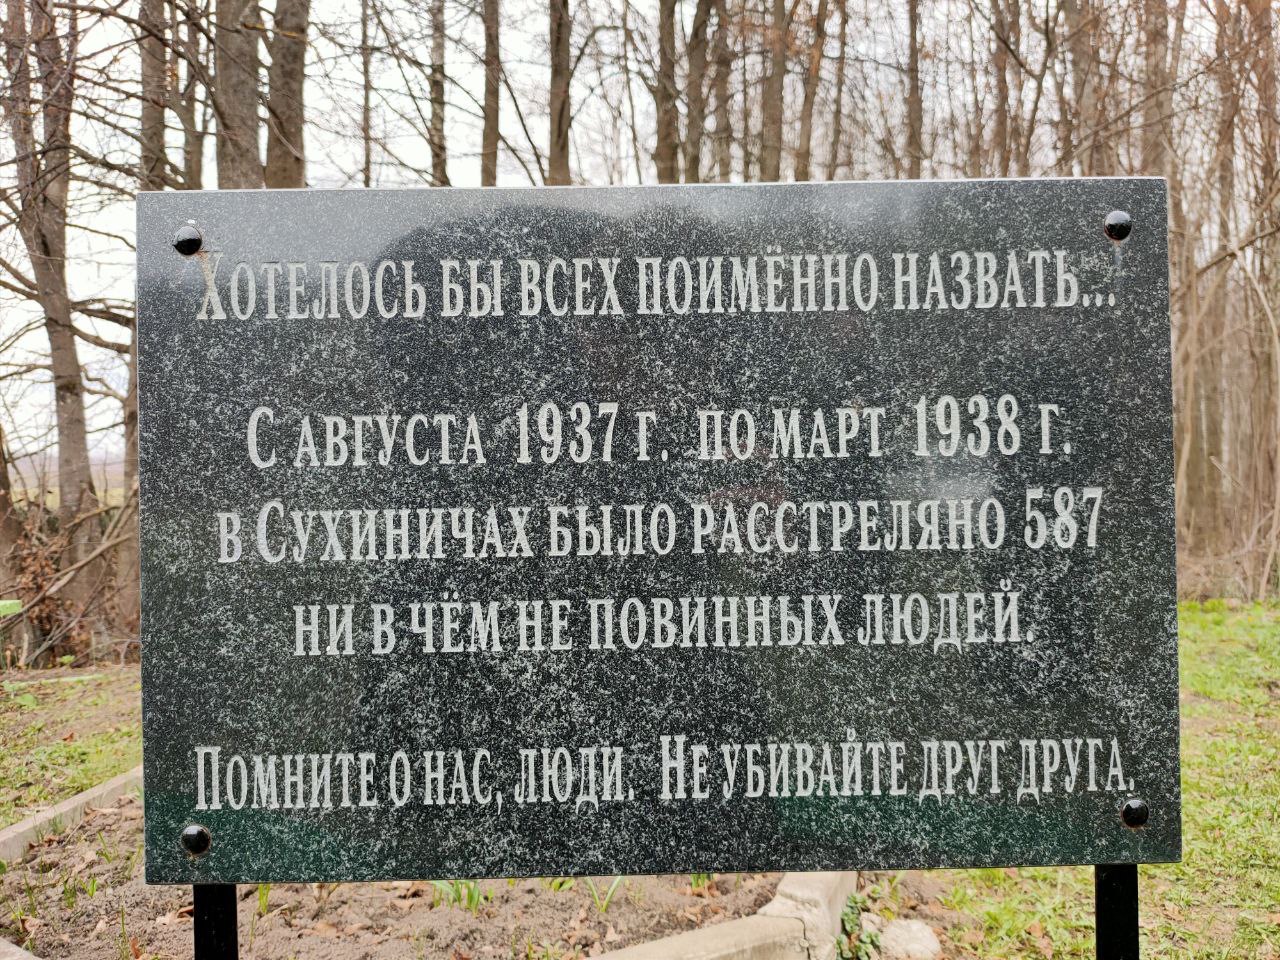 Хотелось бы всех поимённо назвать...
С августа 1937 г. по март 1938 г.
в Сухиничах было расстреляно 587
ни в чём не повинных людей.
Помните о нас, люди. Не убивайте друг друга.